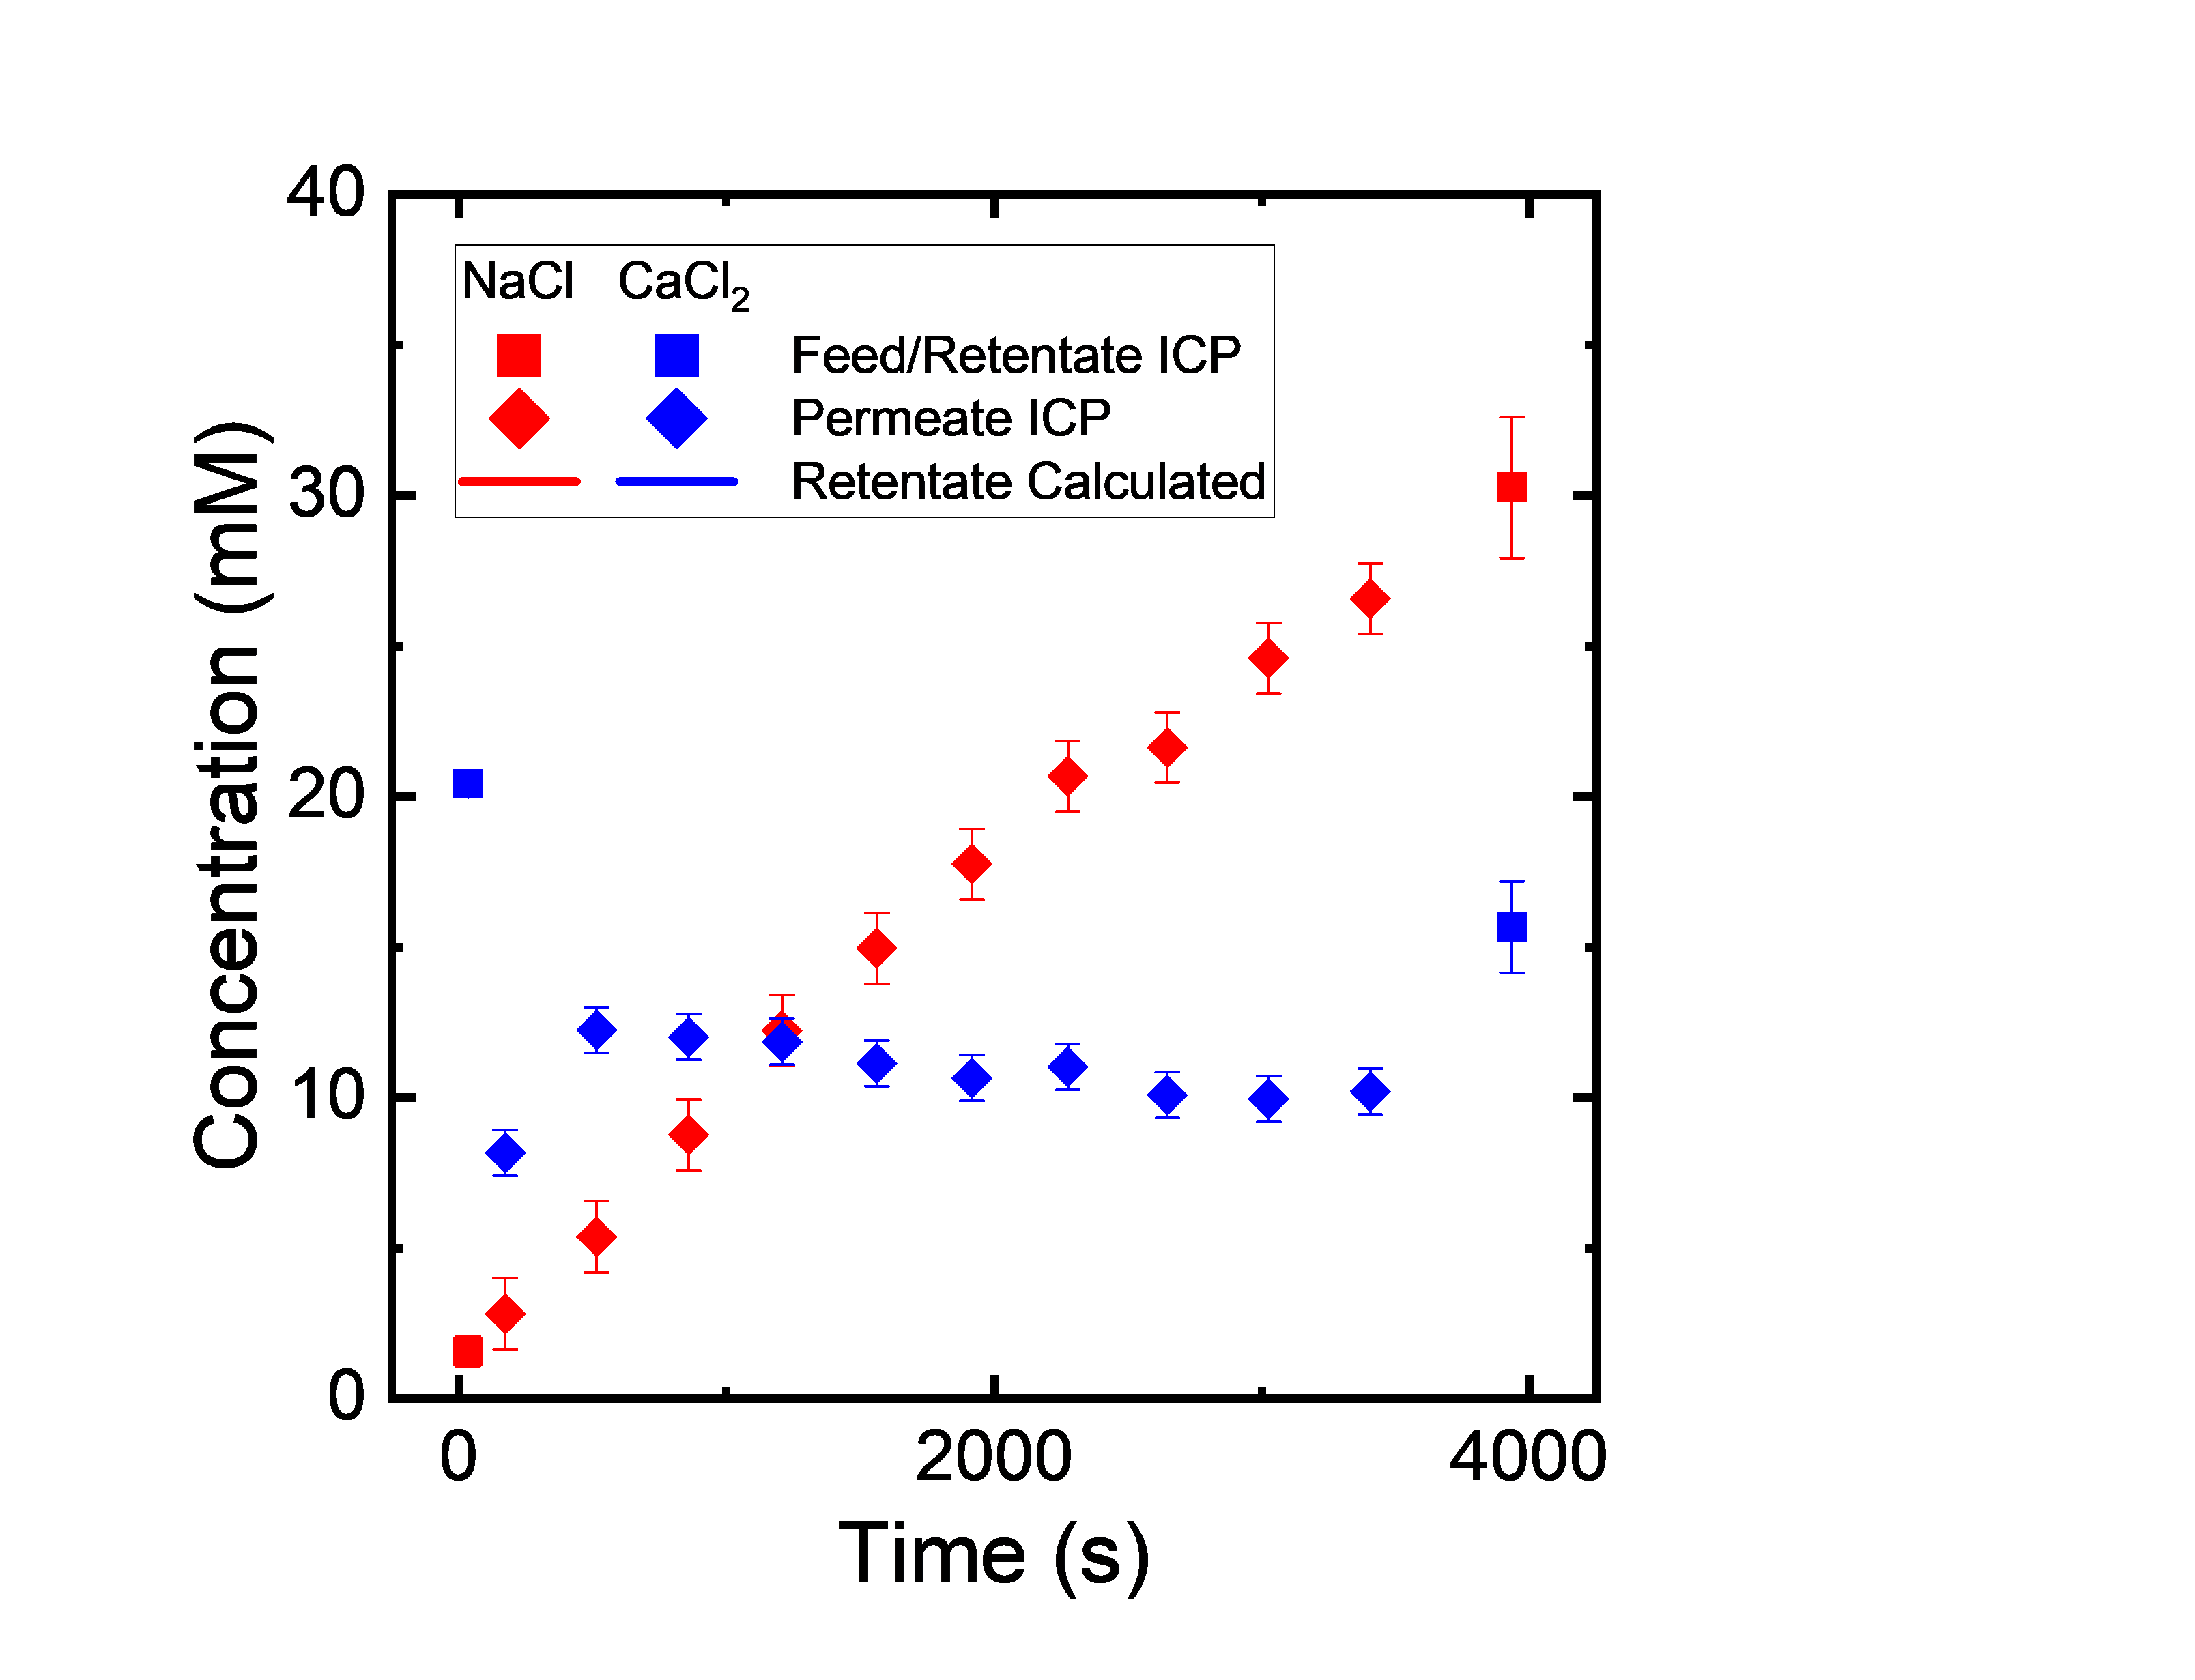 40
30
20
10
0
Concentration (mM)
NaCl CaCl₂
Feed/Retentate ICP
Permeate ICP
Retentate Calculated
0 2000 4000
Time (s)